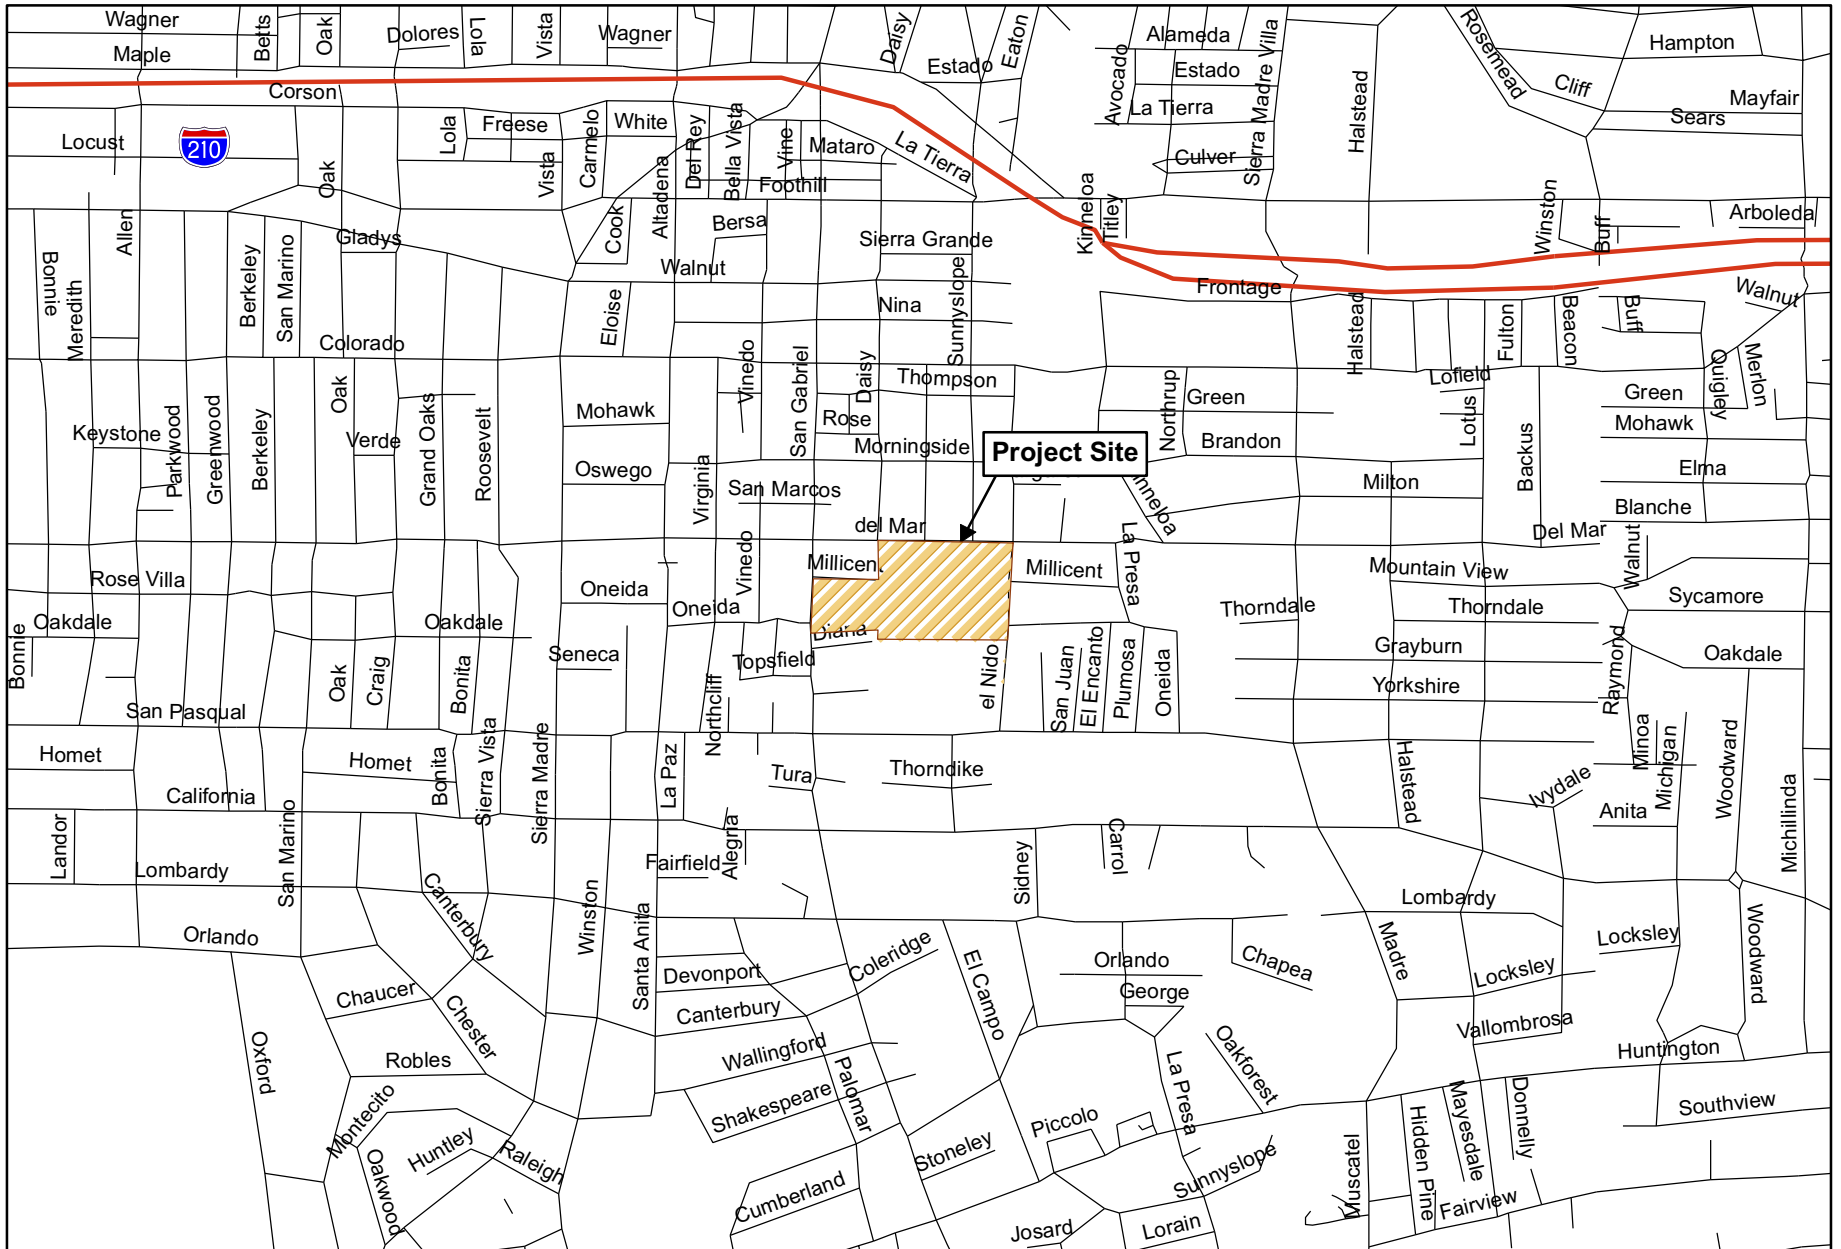 Wagner
Betts
Oak
Dolores
Lola
Vista
Wagner
Daisy
Eaton
Alameda
Sierra Madre Villa
Rosemead
Hampton
Maple
Estado
Avocado
Estado
Halstead
Cliff
Mayfair
Corson
La Tierra
Sears
Locust
210
Lola
Freese
Carmelo
White
Del Rey
Bella Vista
Vine
Mataro
La Tierra
Culver
Oak
Vista
Altadena
Foothill
Kinneloa
Titley
Winston
Buff
Arboleda
Allen
Gladys
Cook
Bersa
Sierra Grande
Bonnie
Meredith
Berkeley
San Marino
Walnut
Sunnyslope
Frontage
Walnut
Eloise
Nina
Halstead
Fulton
Beacon
Buff
Colorado
Vinedo
San Gabriel
Daisy
Thompson
Northrup
Lofield
Quigley
Merlon
Parkwood
Greenwood
Berkeley
Oak
Grand Oaks
Roosevelt
Mohawk
Rose
Green
Lotus
Backus
Green
Keystone
Verde
Morningside
Project Site
Brandon
Mohawk
Oswego
Virginia
San Marcos
Milton
Elma
inneloa
Blanche
del Mar
La Presa
Del Mar
Walnut
Rose Villa
Vinedo
Millicent
Millicent
Mountain View
Oneida
Oneida
Thorndale
Thorndale
Sycamore
Bonnie
Oakdale
Oakdale
Diana
Grayburn
Raymond
Oakdale
Oak
Craig
Bonita
Seneca
Topsfield
el Nido
San Juan
El Encanto
Plumosa
Oneida
Yorkshire
San Pasqual
Northcliff
Minoa
Michigan
Woodward
Homet
Homet
Bonita
Sierra Vista
Sierra Madre
La Paz
Tura
Thorndike
Halstead
Ivydale
Michillinda
California
Anita
Landor
San Marino
Alegria
Carrol
Lombardy
Fairfield
Sidney
Lombardy
Canterbury
Winston
Santa Anita
Madre
Woodward
Orlando
Devonport
Coleridge
El Campo
Orlando
Chapea
Locksley
Locksley
Chaucer
Chester
Canterbury
George
Vallombrosa
Oxford
Robles
Wallingford
Palomar
La Presa
Oakforest
Huntington
Montecito
Shakespeare
Piccolo
Muscatel
Hidden Pine
Mayesdale
Donnelly
Southview
Oakwood
Huntley
Raleigh
Stoneley
Sunnyslope
Cumberland
Josard
Lorain
Fairview